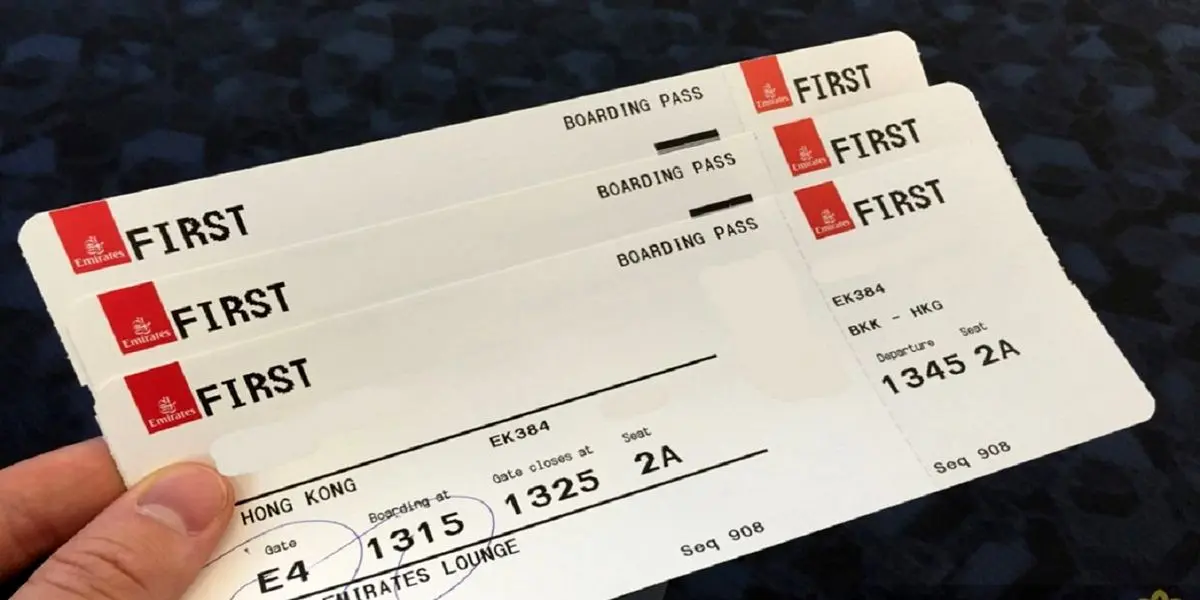 BOARDING PASS
Emirates FIRST
Emirates FIRST
BOARDING PASS
Emirates FIRST
Emirates FIRST
BOARDING PASS
Emirates FIRST
EK384
HONG KONG
Gate Boarding at Gate closes at Seat
E4 1315 1325 2A
EMIRATES LOUNGE
Seq 908
Emirates FIRST
EK384
BKK - HKG
Departure Seat
1345 2A
Seq 908